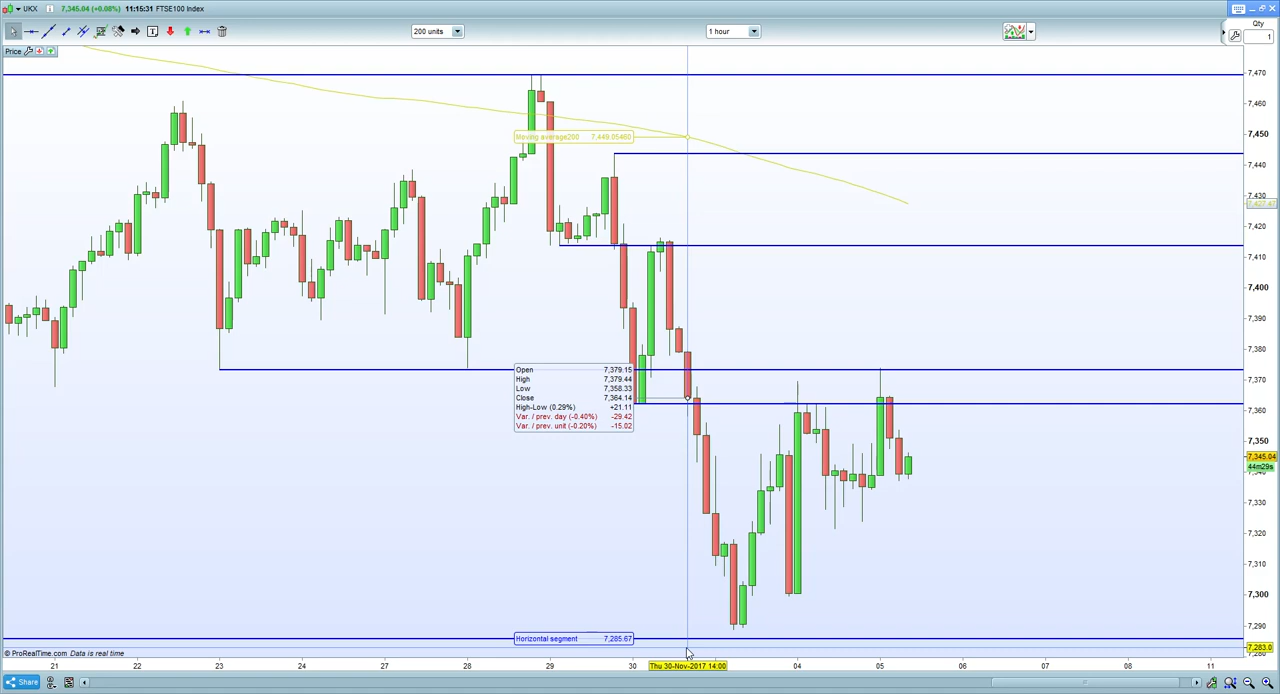 UKX 7,345.04 (+0.08%) 11:15:31 FTSE100 Index
200 units
1 hour
Qty
1
Price
7,470
7,460
7,450
7,440
7,430
7,427.47
7,420
7,410
7,400
7,390
7,380
7,370
7,360
7,350
7,345.04
44m29s
7,330
7,320
7,310
7,300
7,290
7,283.0
Moving average200 7,449.05460
Open 7,379.15
High 7,379.44
Low 7,358.33
Close 7,364.14
High-Low (0.29%) +21.11
Var. / prev. day (-0.40%) -29.42
Var. / prev. unit (-0.20%) -15.02
Horizontal segment 7,285.67
© ProRealTime.com Data is real time
21 22 23 24 27 28 29 30 Thu 30-Nov-2017 14:00 04 05 06 07 08 11
Share